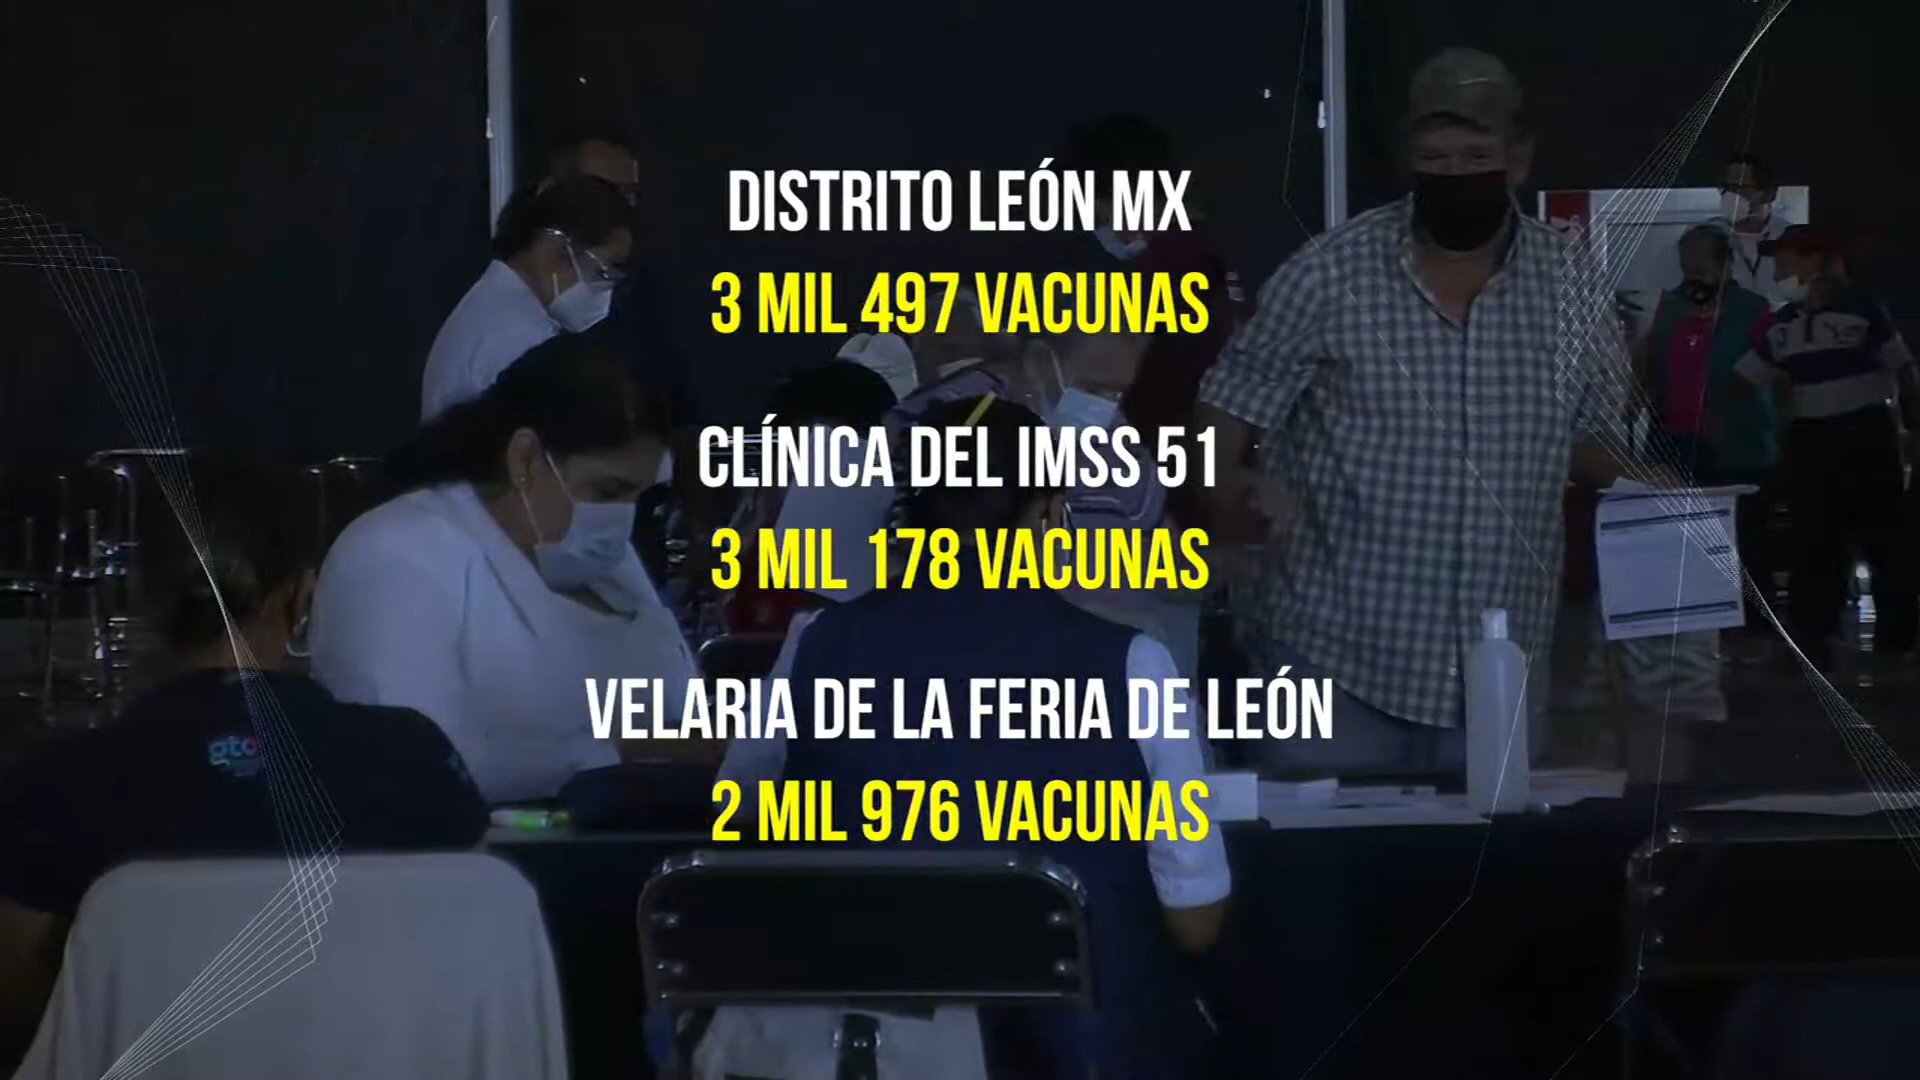 DISTRITO LEÓN MX
3 MIL 497 VACUNAS
CLÍNICA DEL IMSS 51
3 MIL 178 VACUNAS
VELARIA DE LA FERIA DE LEÓN
2 MIL 976 VACUNAS
gto